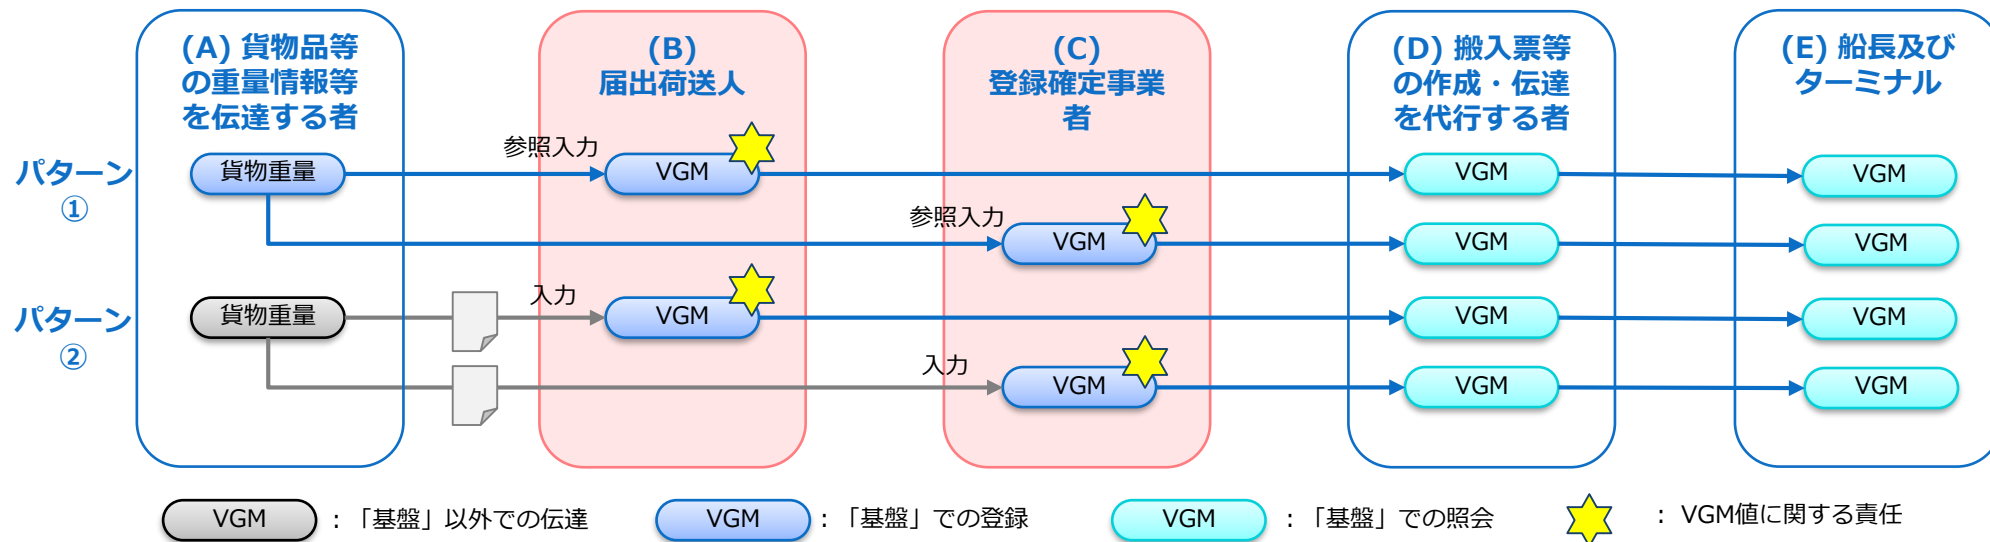 (A) 貨物品等
の重量情報等
を伝達する者
(B)
届出荷送人
(C)
登録確定事業
者
(D) 搬入票等
の作成・伝達
を代行する者
(E) 船長及び
ターミナル
パターン
①
貨物重量
参照入力
VGM
VGM
VGM
参照入力
VGM
VGM
VGM
パターン
②
貨物重量
入力
VGM
VGM
VGM
入力
VGM
VGM
VGM
VGM
：「基盤」以外での伝達
VGM
：「基盤」での登録
VGM
：「基盤」での照会
：VGM値に関する責任